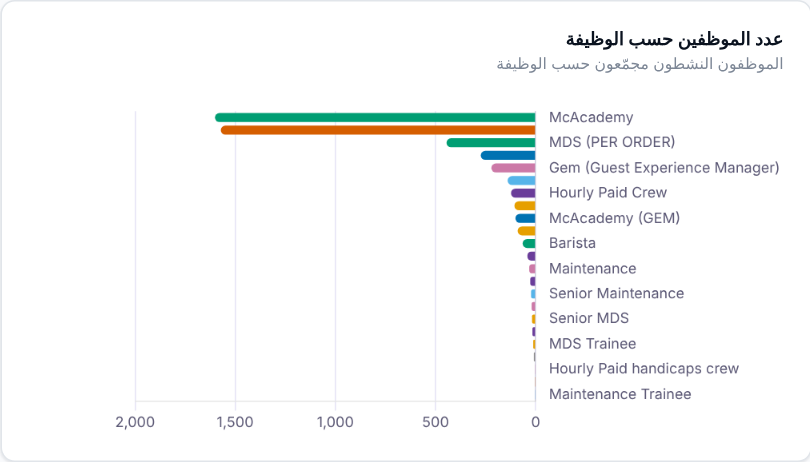 عدد الموظفين حسب الوظيفة
الموظفون النشطون مجمّعون حسب الوظيفة
McAcademy
MDS (PER ORDER)
Gem (Guest Experience Manager)
Hourly Paid Crew
McAcademy (GEM)
Barista
Maintenance
Senior Maintenance
Senior MDS
MDS Trainee
Hourly Paid handicaps crew
Maintenance Trainee
2,000 1,500 1,000 500 0